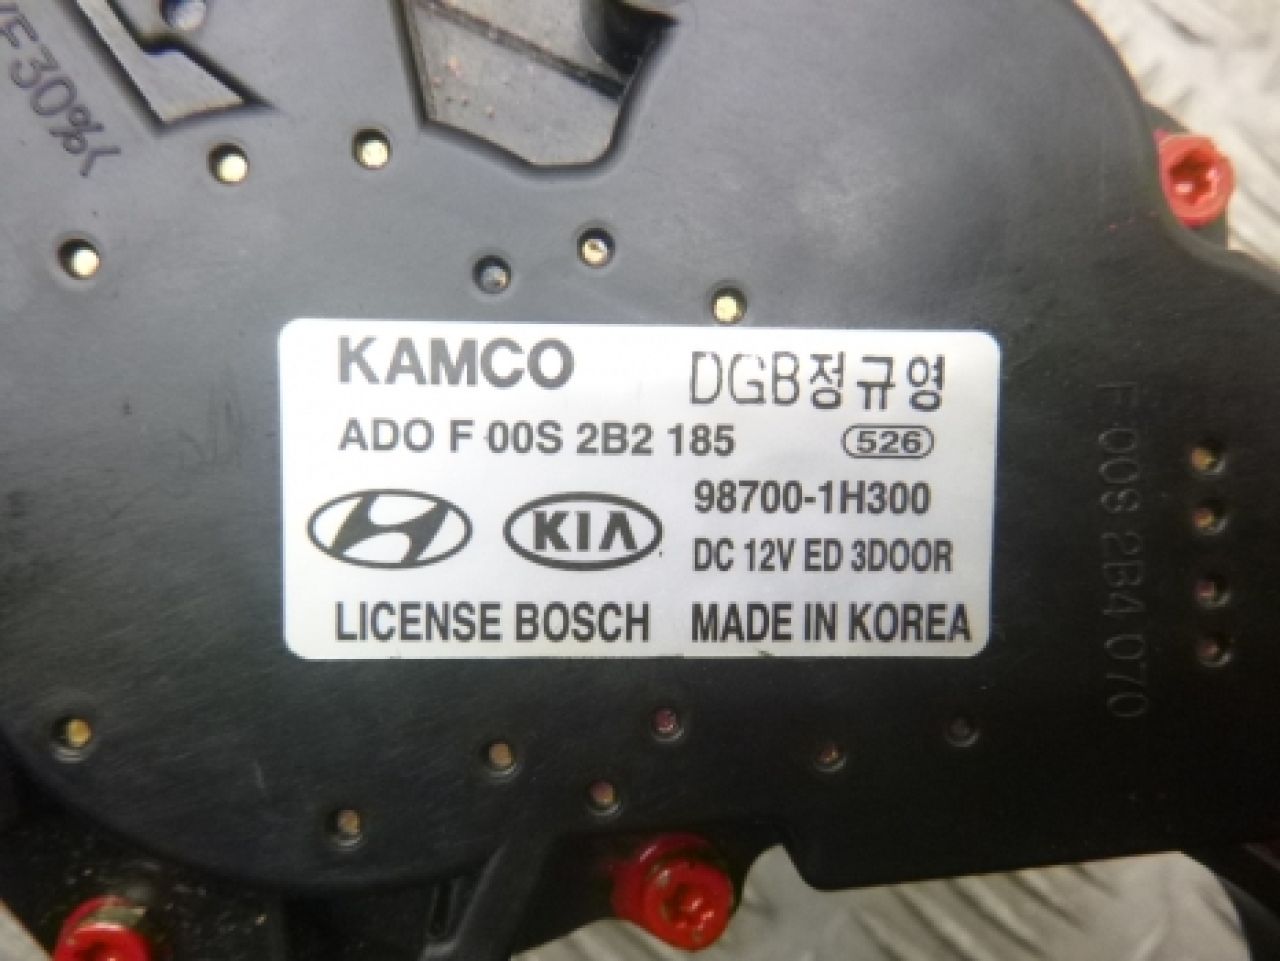 F30%<
KAMCO DGB정규영
ADO F 00S 2B2 185 526
98700-1H300
KIA
DC 12V ED 3DOOR
LICENSE BOSCH MADE IN KOREA
F 00S 2B4 070